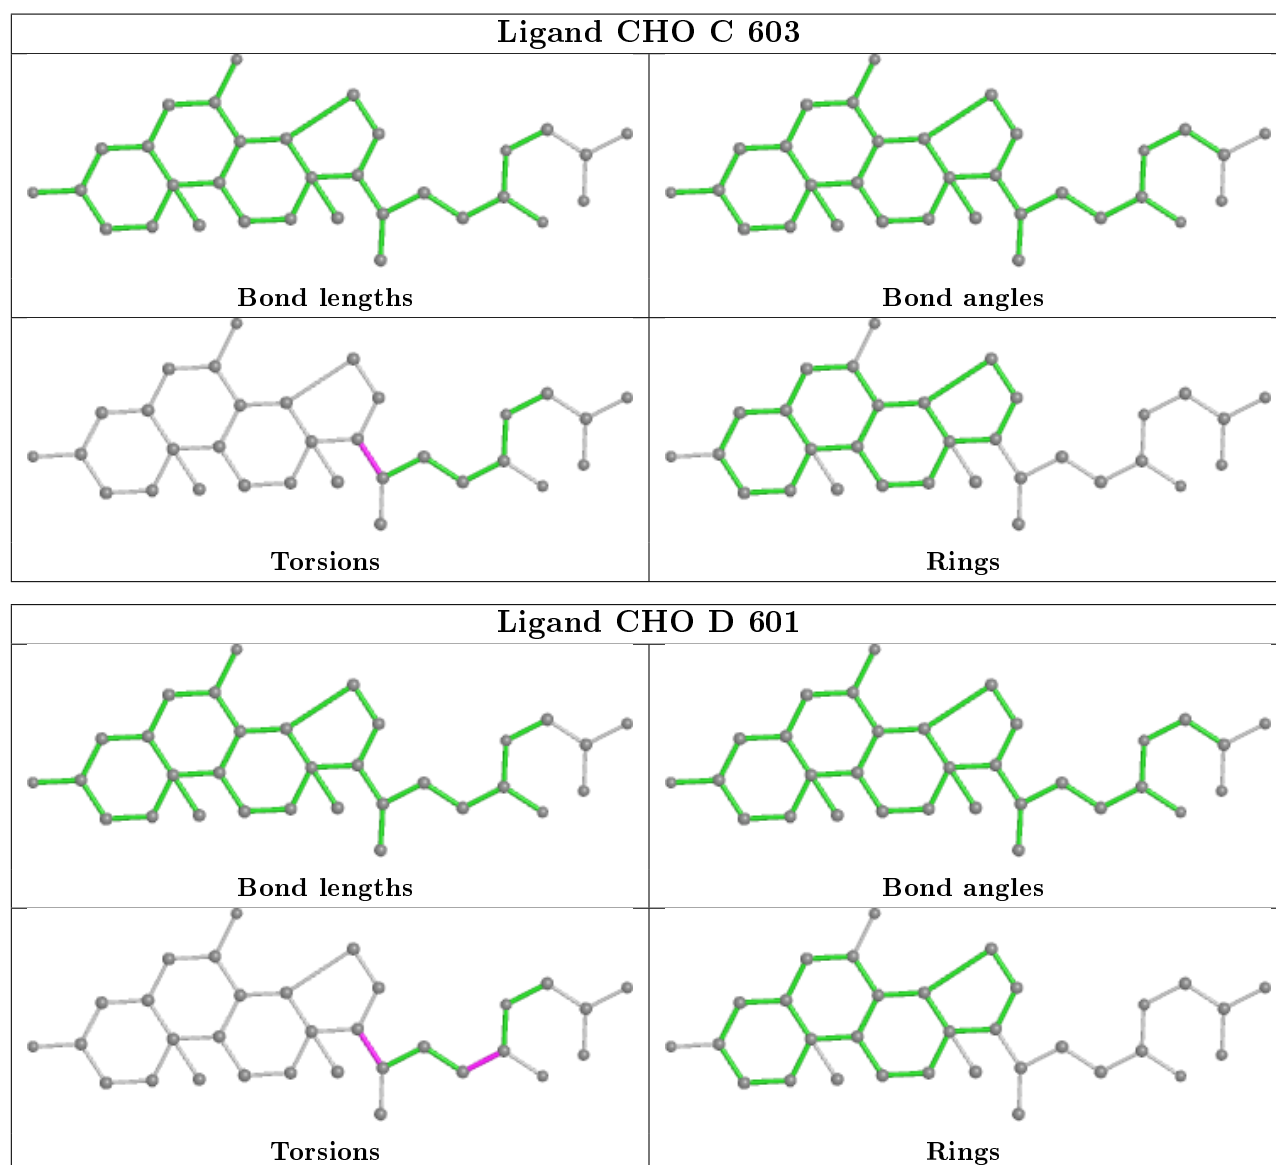 Ligand CHO C 603
Bond lengths
Bond angles
Torsions
Rings
Ligand CHO D 601
Bond lengths
Bond angles
Torsions
Rings